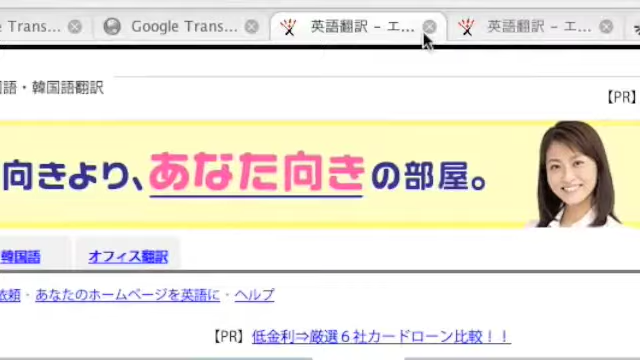 Trans... Google Trans... 英語翻訳 - エ... 英語翻訳 - エ...
語・韓国語翻訳
【PR】
向きより、あなた向きの部屋。
韓国語 オフィス翻訳
依頼・あなたのホームページを英語に・ヘルプ
【PR】低金利⇒厳選6社カードローン比較！！